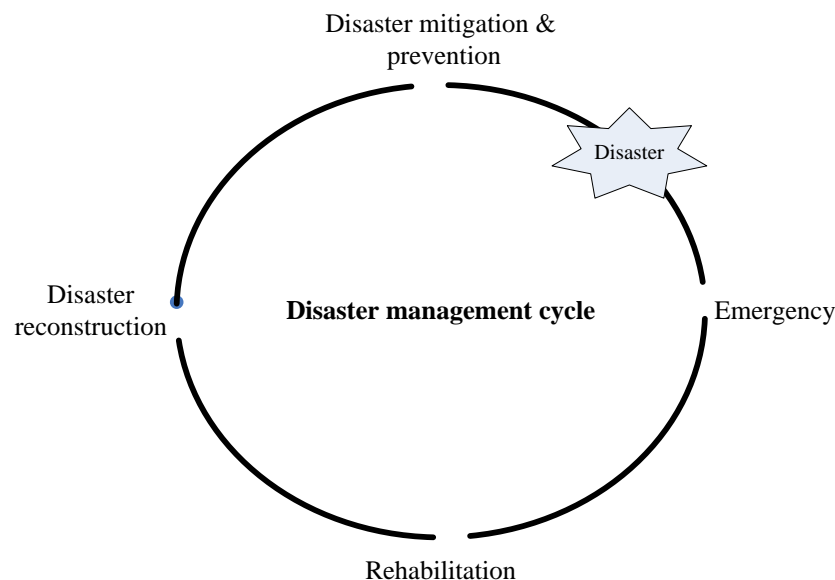 Disaster mitigation &
prevention
Disaster
Disaster
reconstruction
Disaster management cycle
Emergency
Rehabilitation